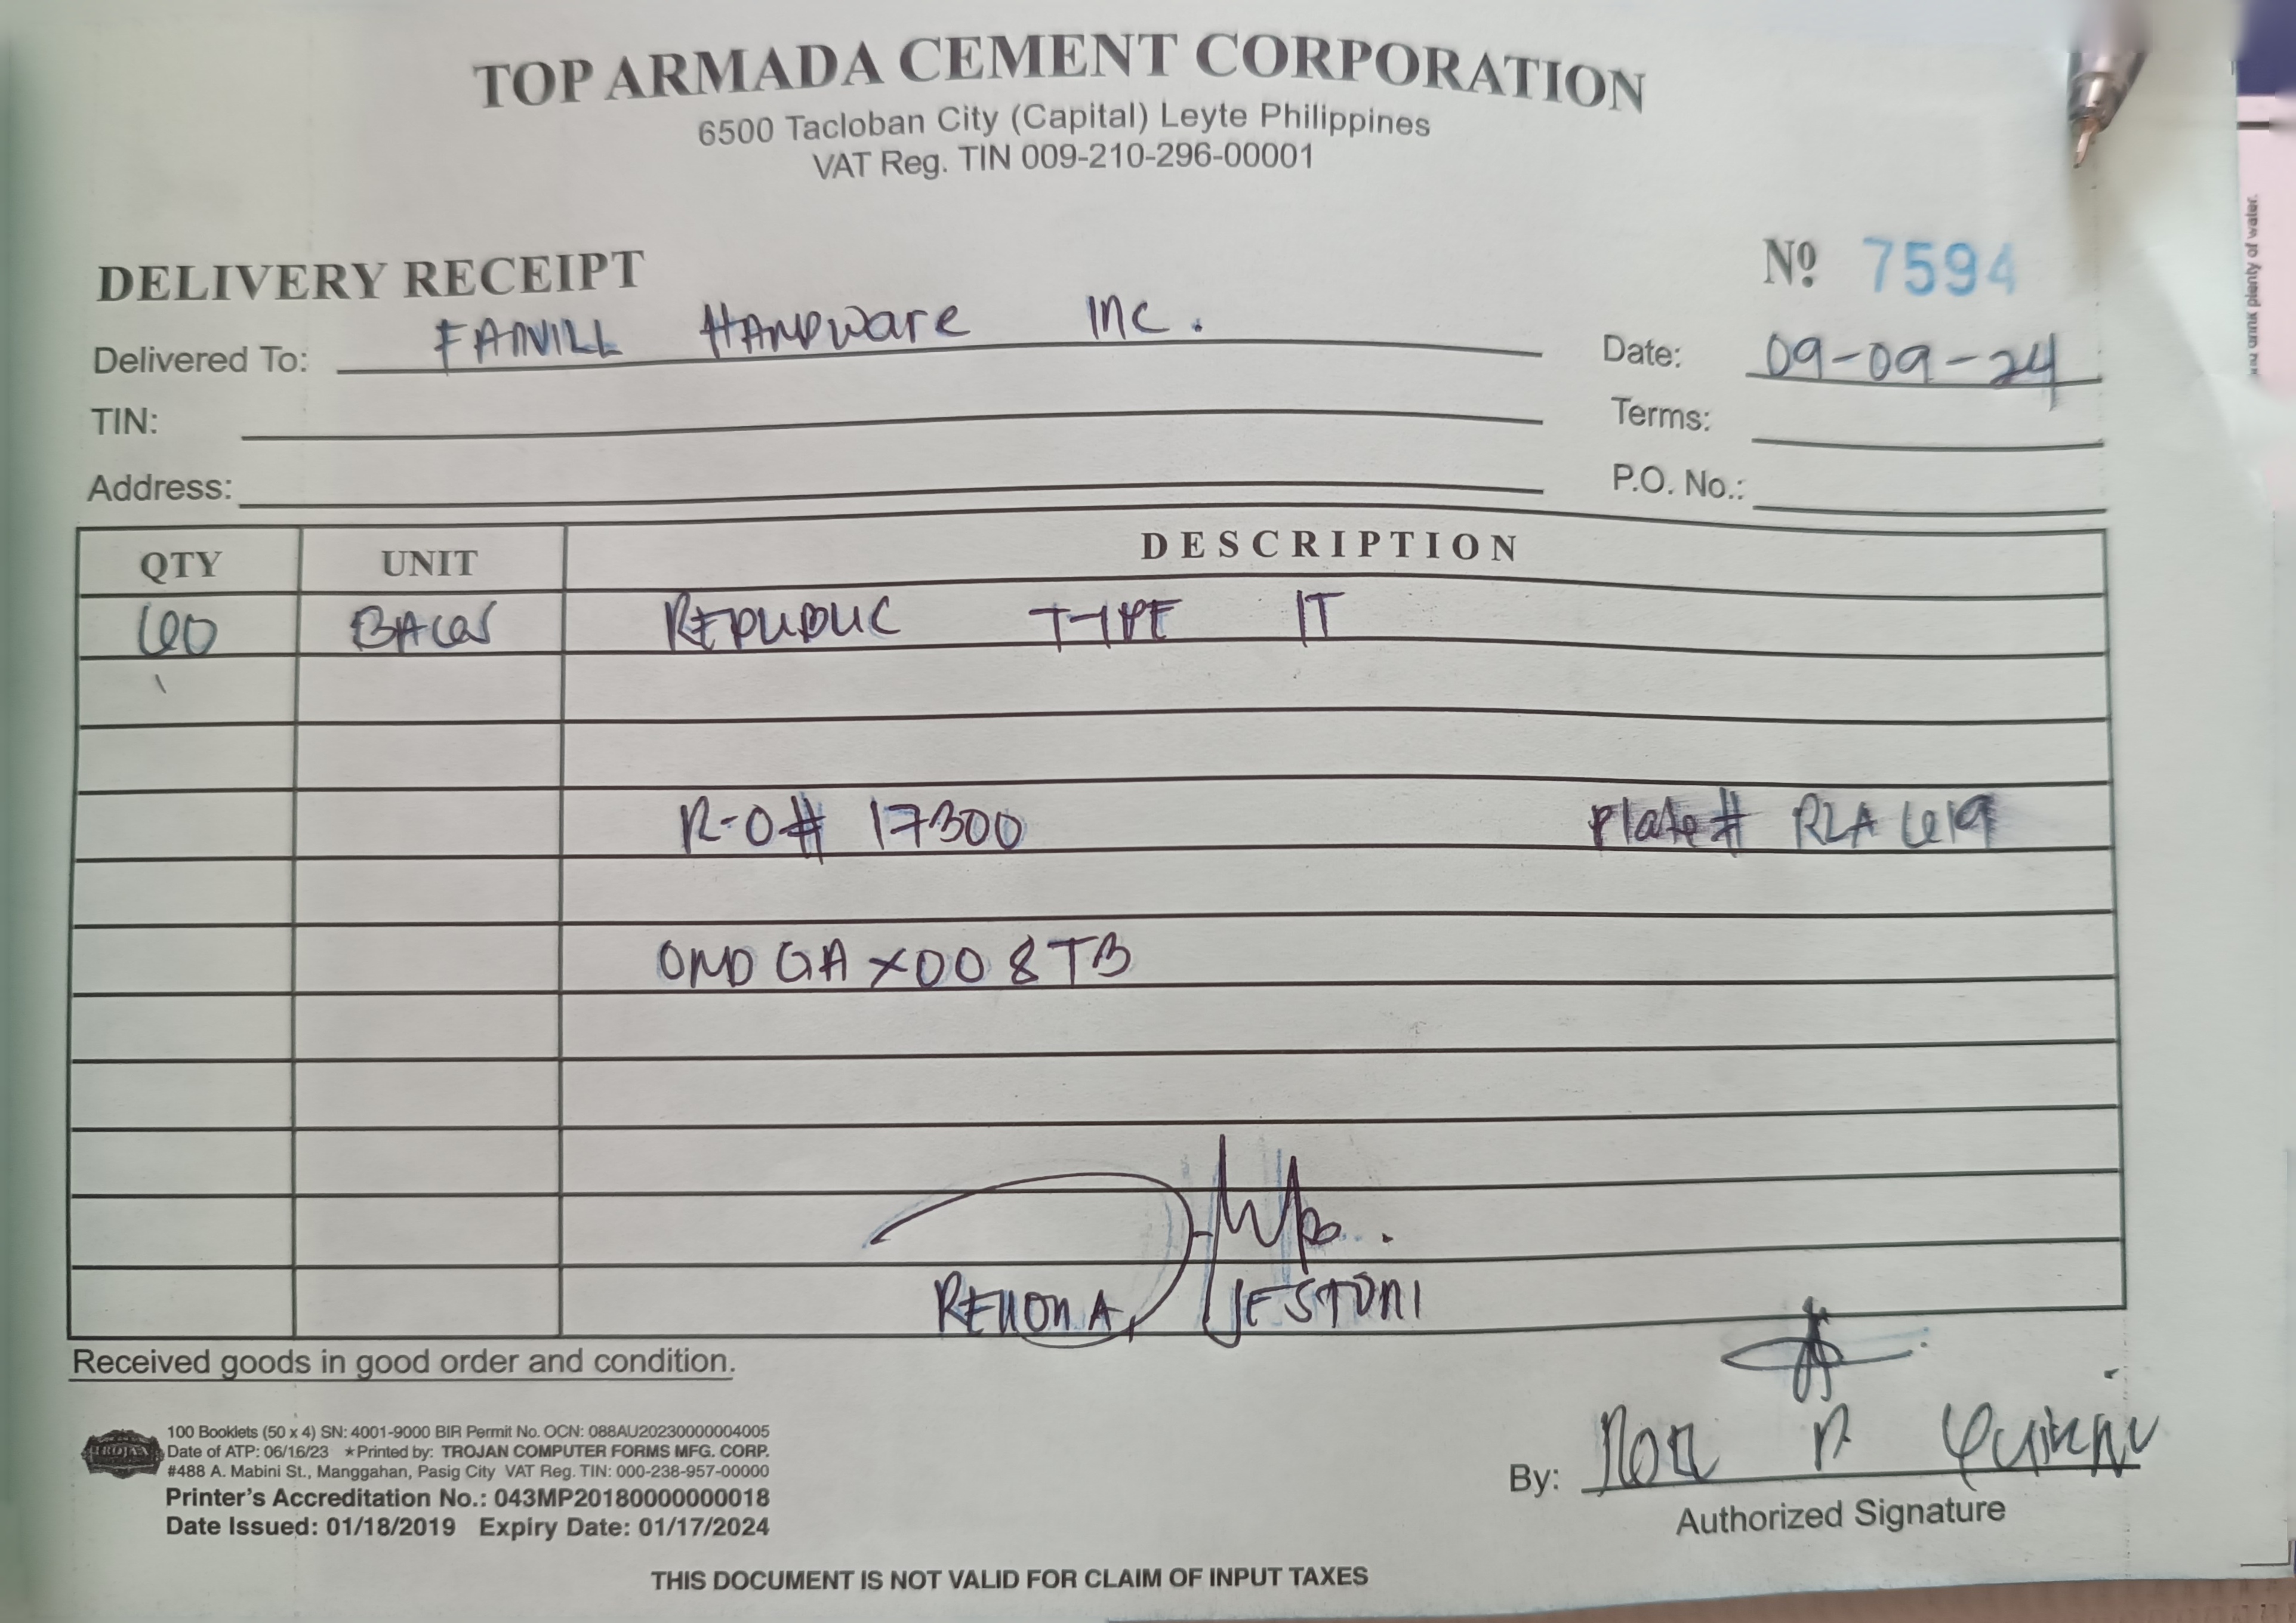 TOP ARMADA CEMENT CORPORATION
6500 Tacloban City (Capital) Leyte Philippines
VAT Reg. TIN 009-210-296-00001
DELIVERY RECEIPT
Nº 7594
Delivered To: FAIVILL HARDWARE INC.
Date: 09-09-24
TIN:
Terms:
Address:
P.O. No.:
QTY UNIT DESCRIPTION
60 BAGS REPUBLIC TYPE IT
R-O# 17300 Plate# RLA 619
OMOGAX008TB
JESTONI
Received goods in good order and condition.
TROJAN
100 Booklets (50 x 4) SN: 4001-9000 BIR Permit No. OCN: 088AU20230000004005
Date of ATP: 06/16/23 ★Printed by: TROJAN COMPUTER FORMS MFG. CORP.
#488 A. Mabini St., Manggahan, Pasig City VAT Reg. TIN: 000-238-957-00000
Printer's Accreditation No.: 043MP20180000000018
Date Issued: 01/18/2019 Expiry Date: 01/17/2024
By:
Authorized Signature
THIS DOCUMENT IS NOT VALID FOR CLAIM OF INPUT TAXES
plenty of water.